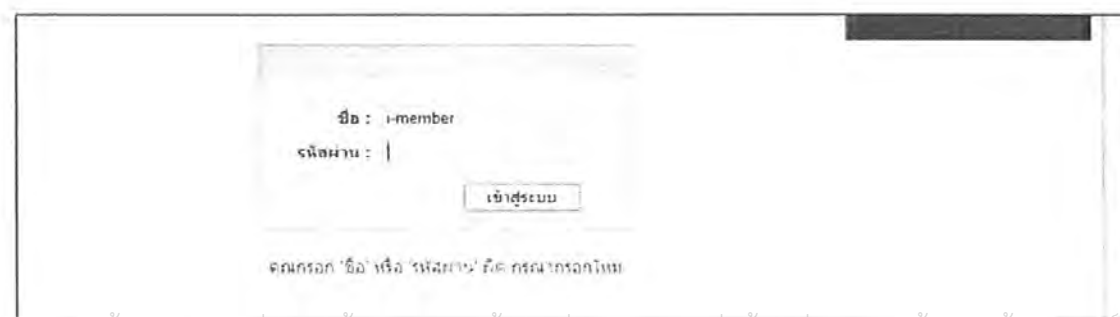 ชื่อ : i-member
รหัสผ่าน :
เข้าสู่ระบบ
คุณกรอก 'ชื่อ' หรือ 'รหัสผ่าน' ผิด กรุณากรอกใหม่